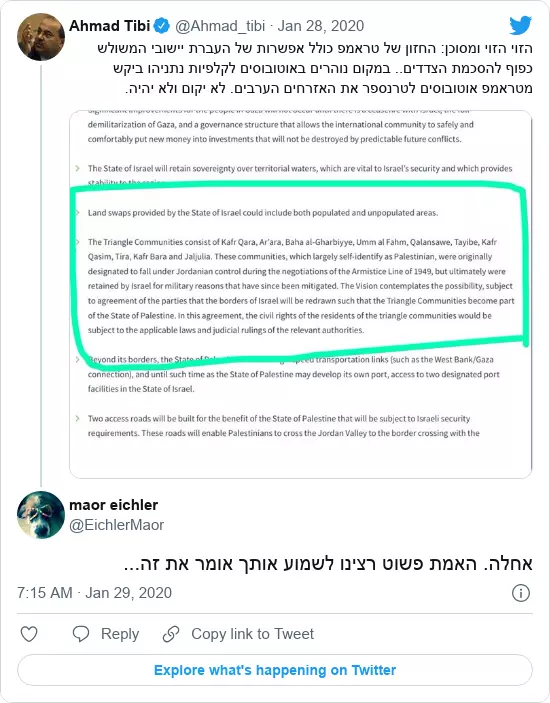 Ahmad Tibi @Ahmad_tibi · Jan 28, 2020
הזוי הזוי ומסוכן: החזון של טראמפ כולל אפשרות של העברת יישובי המשולש
כפוף להסכמת הצדדים.. במקום נוהרים באוטובוסים לקלפיות נתניהו ביקש
מטראמפ אוטובוסים לטרנספר את האזרחים הערבים. לא יקום ולא יהיה.
significant improvements for the people in Gaza
demilitarization of Gaza, and a governance structure that allows the international community to safely and
comfortably put new money into investments that will not be destroyed by predictable future conflicts.
The State of Israel will retain sovereignty over territorial waters, which are vital to Israel's security and which provides
stability to the region.
Land swaps provided by the State of Israel could include both populated and unpopulated areas.
The Triangle Communities consist of Kafr Qara, Ar'ara, Baha al-Gharbiyye, Umm al Fahm, Qalansawe, Tayibe, Kafr
Qasim, Tira, Kafr Bara and Jaljulia. These communities, which largely self-identify as Palestinian, were originally
designated to fall under Jordanian control during the negotiations of the Armistice Line of 1949, but ultimately were
retained by Israel for military reasons that have since been mitigated. The Vision contemplates the possibility, subject
to agreement of the parties that the borders of Israel will be redrawn such that the Triangle Communities become part
of the State of Palestine. In this agreement, the civil rights of the residents of the triangle communities would be
subject to the applicable laws and judicial rulings of the relevant authorities.
Beyond its borders, the State of transportation links (such as the West Bank/Gaza
connection), and until such time as the State of Palestine may develop its own port, access to two designated port
facilities in the State of Israel.
Two access roads will be built for the benefit of the State of Palestine that will be subject to Israeli security
requirements. These roads will enable Palestinians to cross the Jordan Valley to the border crossing with the
maor eichler
@EichlerMaor
אחלה. האמת פשוט רצינו לשמוע אותך אומר את זה...
7:15 AM · Jan 29, 2020
Reply
Copy link to Tweet
Explore what's happening on Twitter